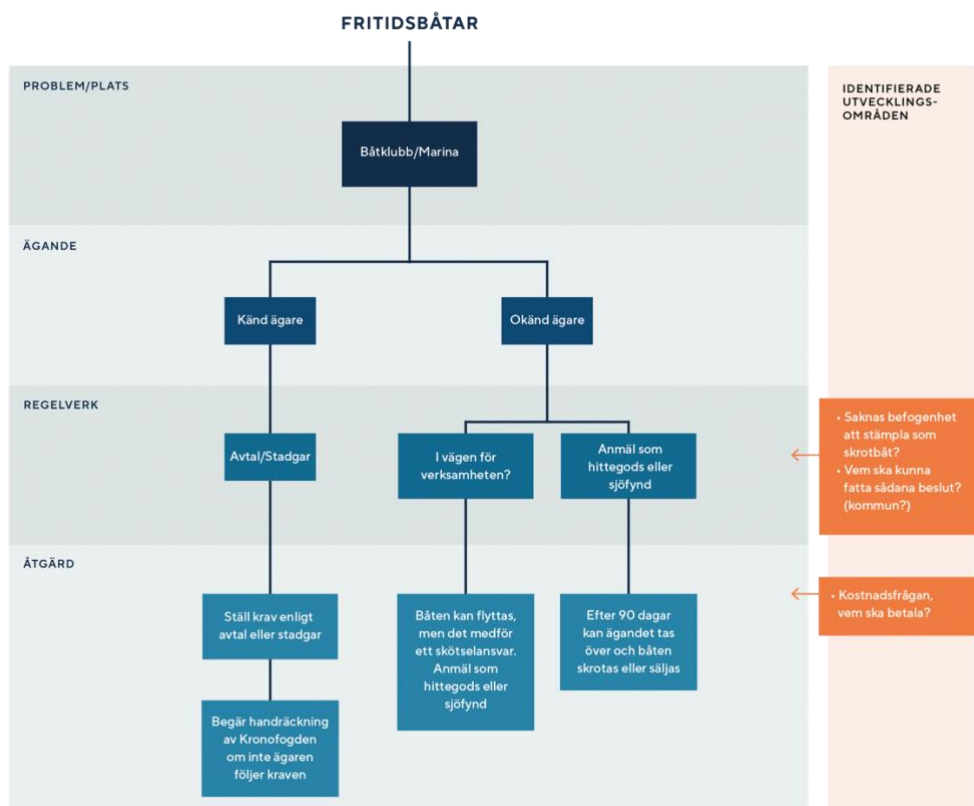 FRITIDSBÅTAR
PROBLEM/PLATS
IDENTIFIERADE
UTVECKLINGS-
OMRÅDEN
Båtklubb/Marina
ÄGANDE
Känd ägare
Okänd ägare
REGELVERK
Avtal/Stadgar
I vägen för
verksamheten?
Anmäl som
hittegods eller
sjöfynd
• Saknas befogenhet
att stämpla som
skrotbåt?
• Vem ska kunna
fatta sådana beslut?
(kommun?)
ÅTGÄRD
Ställ krav enligt
avtal eller stadgar
Begär handräckning
av Kronofogden
om inte ägaren
följer kraven
Båten kan flyttas,
men det medför
ett skötselansvar.
Anmäl som
hittegods eller
sjöfynd
Efter 90 dagar
kan ägandet tas
över och båten
skrotas eller säljas
• Kostnadsfrågan,
vem ska betala?